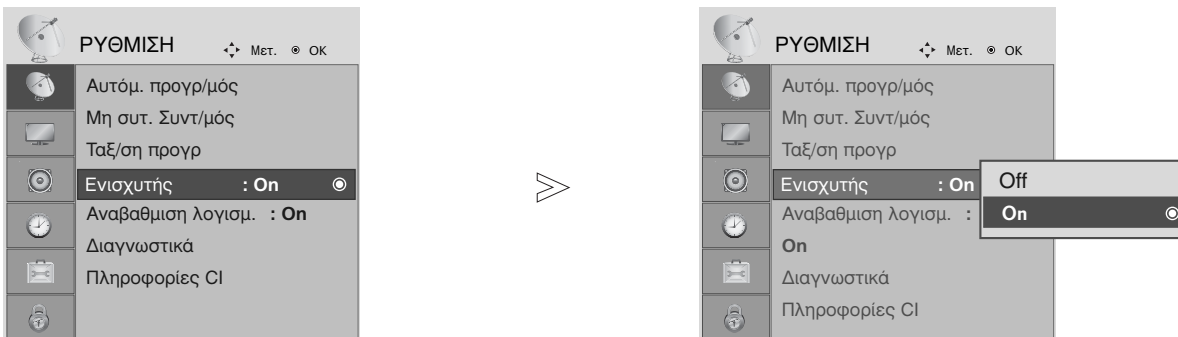 ΡΥΘΜΙΣΗ Μετ. OK
Αυτόμ. προγρ/μός
Μη συτ. Συντ/μός
Ταξ/ση προγρ
Ενισχυτής : On
Αναβαθμιση λογισμ. : On
Διαγνωστικά
Πληροφορίες CI
ΡΥΘΜΙΣΗ Μετ. OK
Αυτόμ. προγρ/μός
Μη συτ. Συντ/μός
Ταξ/ση προγρ
Ενισχυτής : On
Αναβαθμιση λογισμ. :
On
Διαγνωστικά
Πληροφορίες CI
Off
On